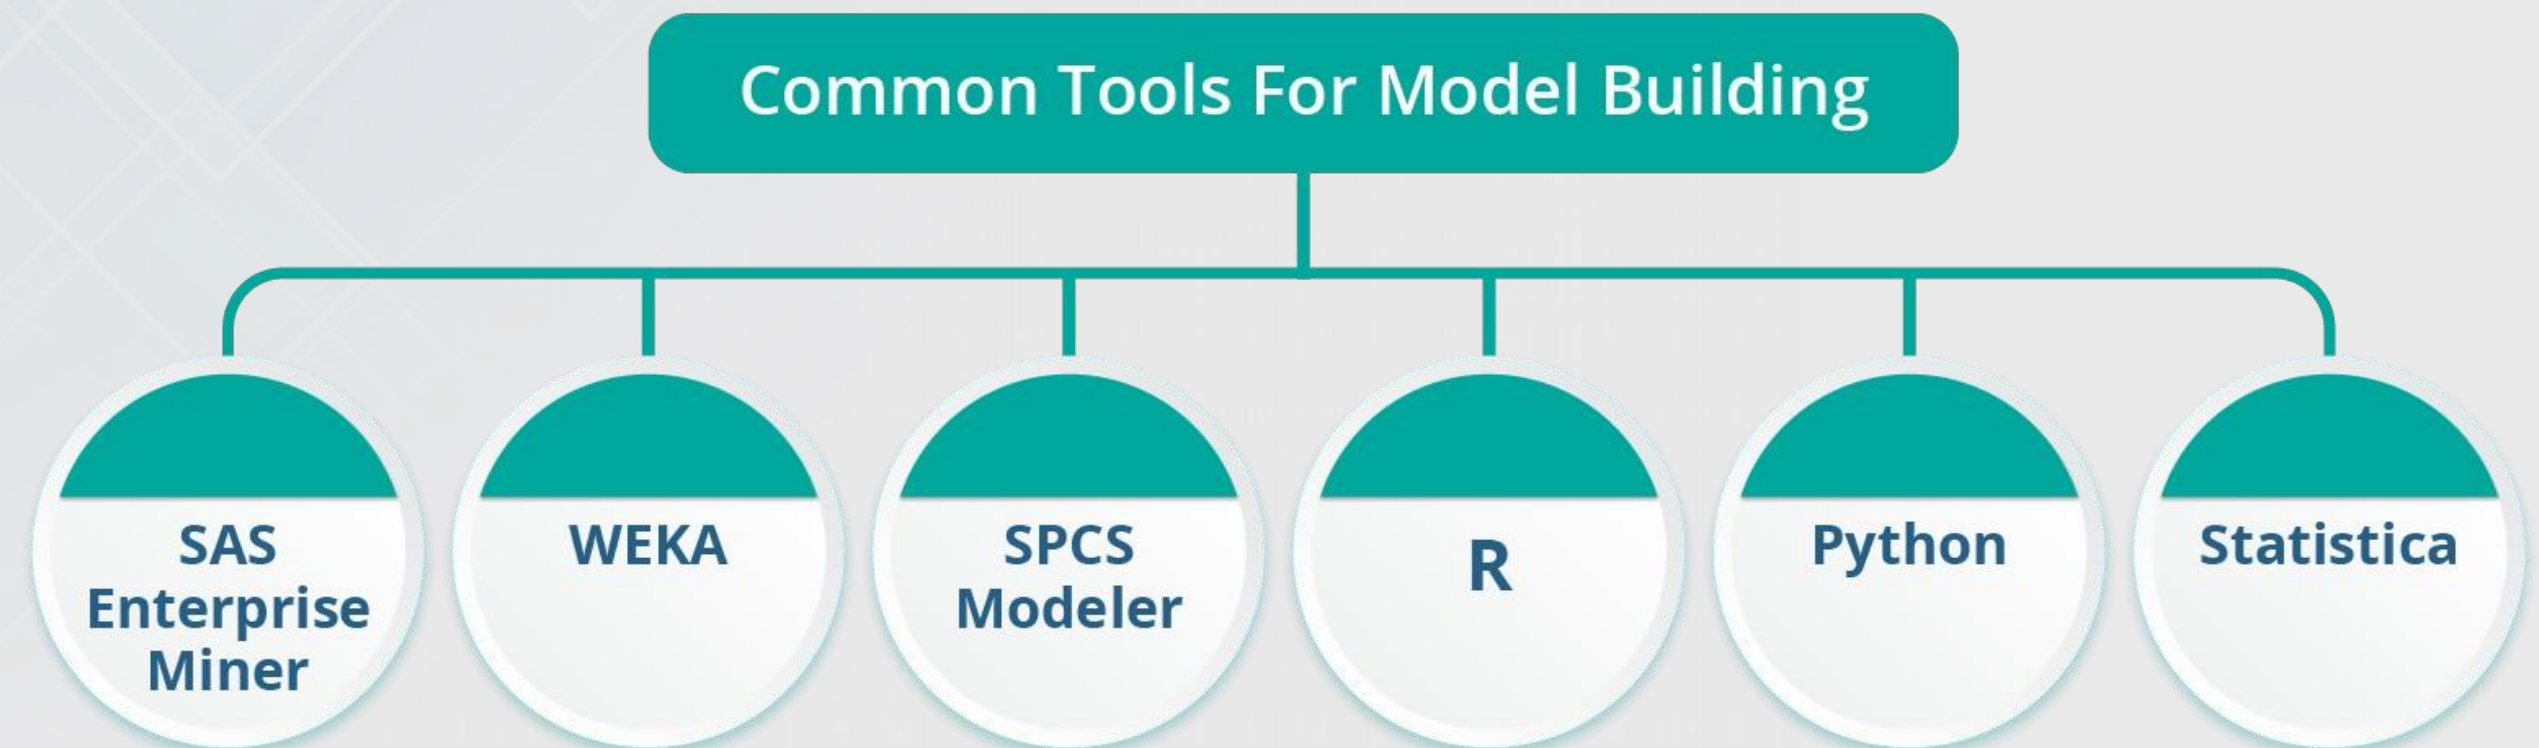 Common Tools For Model Building
SAS
Enterprise
Miner
WEKA
SPCS
Modeler
R
Python
Statistica